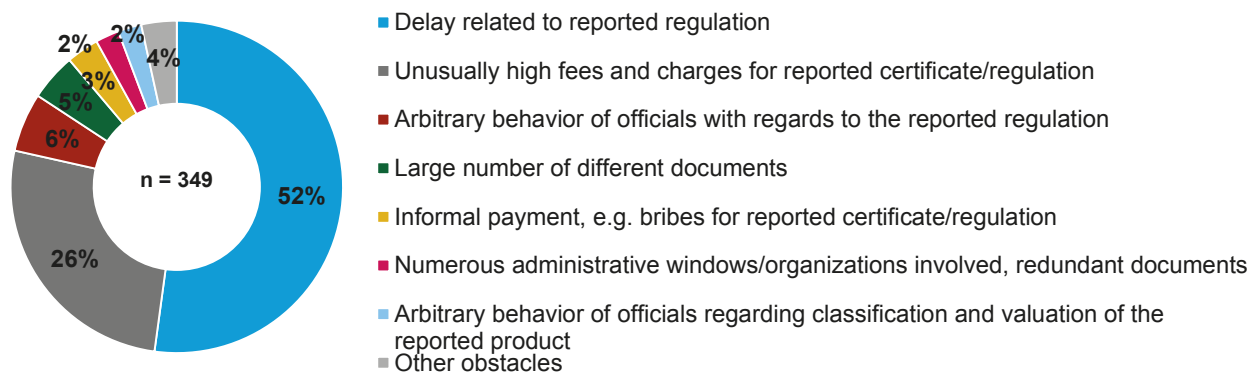 2%
2%
4%
3%
5%
6%
n = 349
52%
26%
Delay related to reported regulation
Unusually high fees and charges for reported certificate/regulation
Arbitrary behavior of officials with regards to the reported regulation
Large number of different documents
Informal payment, e.g. bribes for reported certificate/regulation
Numerous administrative windows/organizations involved, redundant documents
Arbitrary behavior of officials regarding classification and valuation of the
reported product
Other obstacles